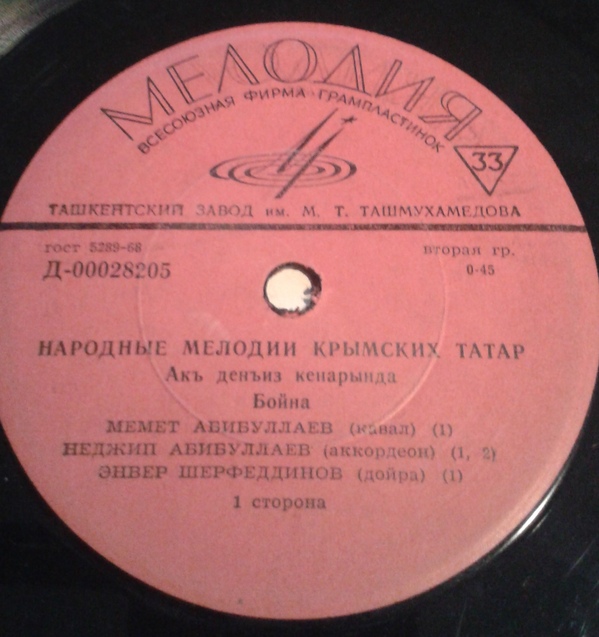 МЕЛОДИЯ
ВСЕСОЮЗНАЯ ФИРМА ГРАМПЛАСТИНОК
33
ТАШКЕНТСКИЙ ЗАВОД им. М. Т. ТАШМУХАМЕДОВА
гост 5289-68
вторая гр.
Д-00028205
0-45
НАРОДНЫЕ МЕЛОДИИ КРЫМСКИХ ТАТАР
Акъ денъиз кенарында
Бойна
МЕМЕТ АБИБУЛЛАЕВ (кавал) (1)
НЕДЖИП АБИБУЛЛАЕВ (аккордеон) (1, 2)
ЭНВЕР ШЕРФЕДДИНОВ (дойра) (1)
1 сторона